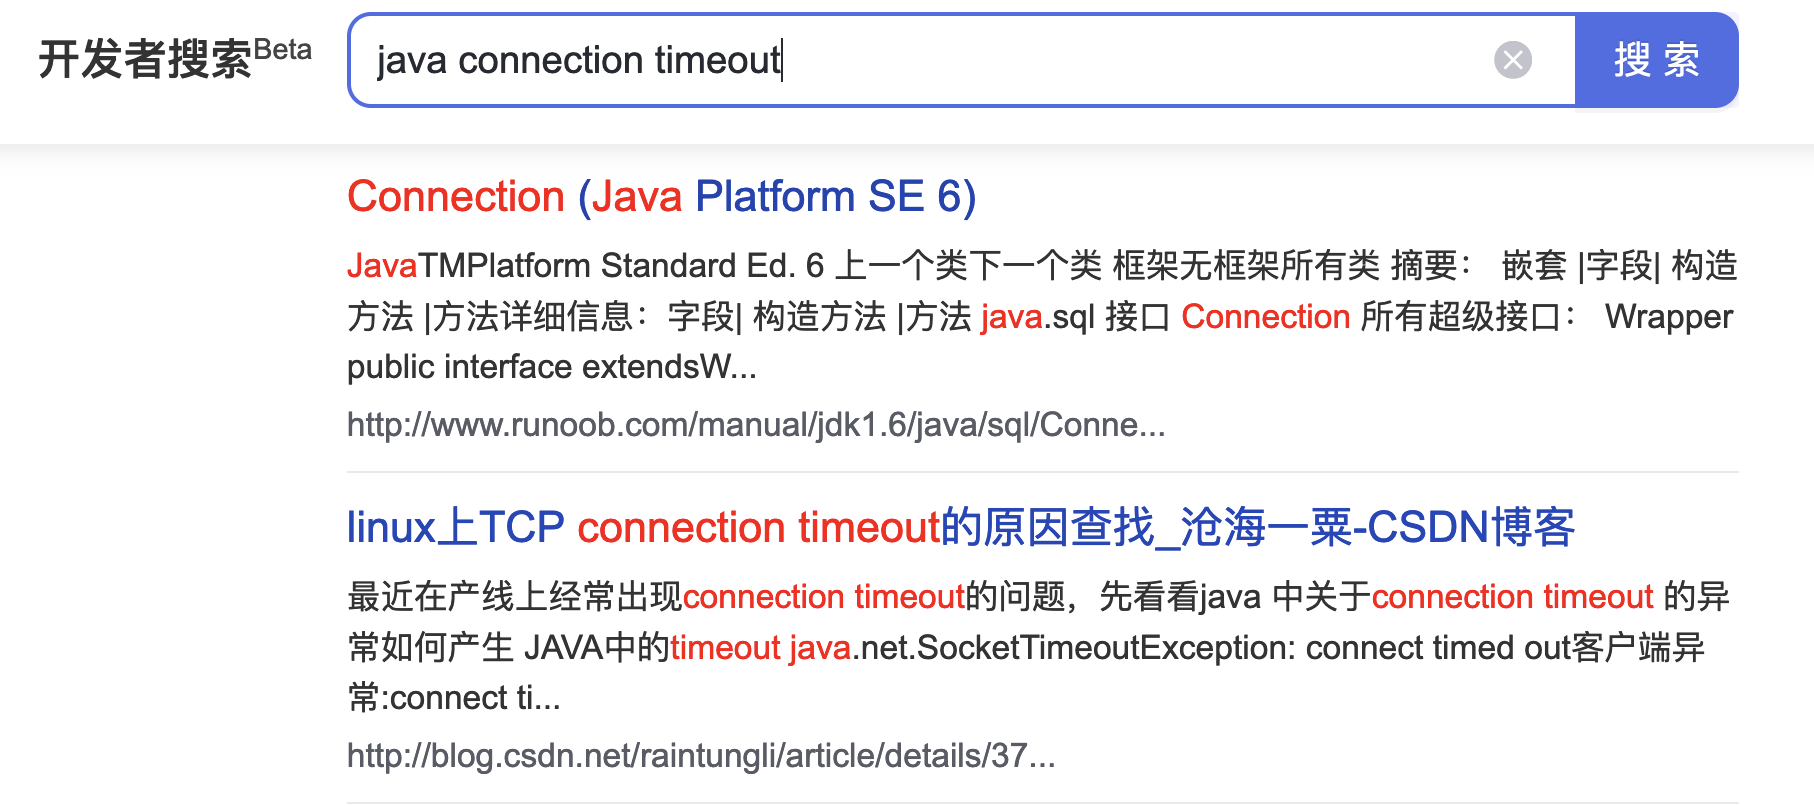 开发者搜索Beta
java connection timeout
搜 索
Connection (Java Platform SE 6)
JavaTMPlatform Standard Ed. 6 上一个类下一个类 框架无框架所有类 摘要： 嵌套 |字段| 构造
方法 |方法详细信息：字段| 构造方法 |方法 java.sql 接口 Connection 所有超级接口： Wrapper
public interface extendsW...
http://www.runoob.com/manual/jdk1.6/java/sql/Conne...
linux上TCP connection timeout的原因查找_沧海一粟-CSDN博客
最近在产线上经常出现connection timeout的问题，先看看java 中关于connection timeout 的异
常如何产生 JAVA中的timeout java.net.SocketTimeoutException: connect timed out客户端异
常:connect ti...
http://blog.csdn.net/raintungli/article/details/37...